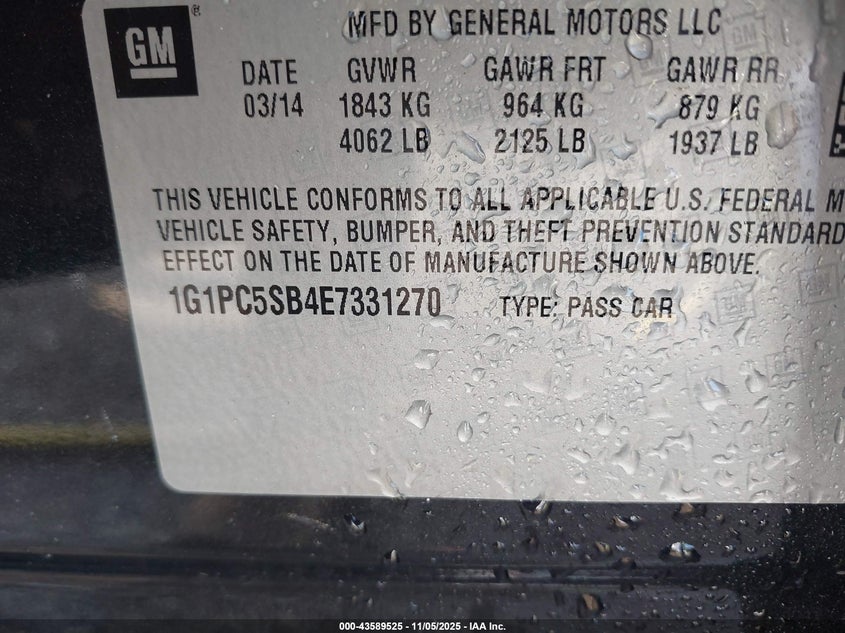 GM ®
MFD BY GENERAL MOTORS LLC
DATE GVWR GAWR FRT GAWR RR
03/14 1843 KG 964 KG 879 KG
4062 LB 2125 LB 1937 LB
THIS VEHICLE CONFORMS TO ALL APPLICABLE U.S. FEDERAL M
VEHICLE SAFETY, BUMPER, AND THEFT PREVENTION STANDARD
EFFECT ON THE DATE OF MANUFACTURE SHOWN ABOVE.
1G1PC5SB4E7331270 TYPE: PASS CAR
000-43589525 - 11/05/2025 - IAA Inc.